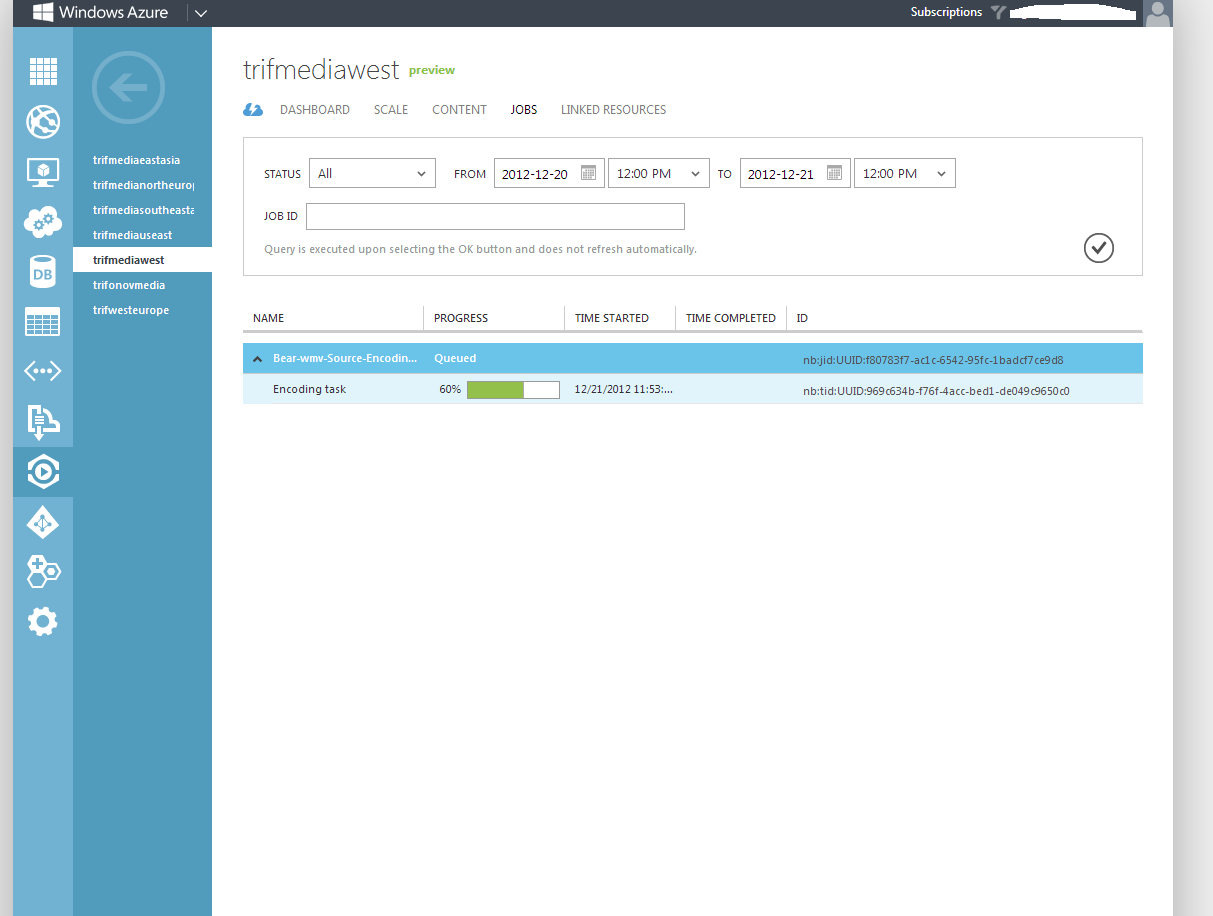 Windows Azure
Subscriptions
trifmediaeastasia
trifmedianortheurop
trifmediasoutheasta
trifmediauseast
trifmediawest
trifonovmedia
trifwesteurope
trifmediawest preview
DASHBOARD SCALE CONTENT JOBS LINKED RESOURCES
STATUS All FROM 2012-12-20 12:00 PM TO 2012-12-21 12:00 PM
JOB ID
Query is executed upon selecting the OK button and does not refresh automatically.
NAME PROGRESS TIME STARTED TIME COMPLETED ID
Bear-wmv-Source-Encodin... Queued nb:jid:UUID:f80783f7-ac1c-6542-95fc-1badcf7ce9d8
Encoding task 60% 12/21/2012 11:53:... nb:tid:UUID:969c634b-f76f-4acc-bed1-de049c9650c0
DB